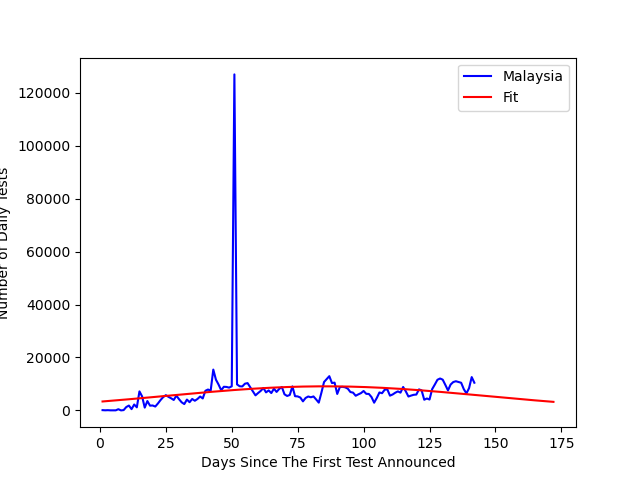 Malaysia
Fit
120000
100000
80000
60000
40000
20000
0
Number of Daily Tests
0 25 50 75 100 125 150 175
Days Since The First Test Announced